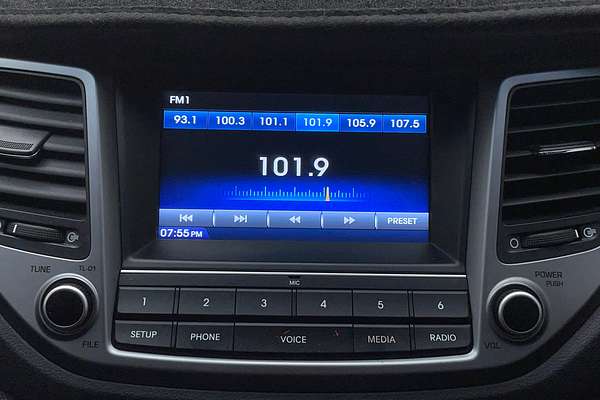 FM1
93.1 100.3 101.1 101.9 105.9 107.5
101.9
PRESET
07:55 PM
MIC
TUNE
FILE
1 2 3 4 5 6
SETUP PHONE VOICE MEDIA RADIO
POWER
PUSH
VOL